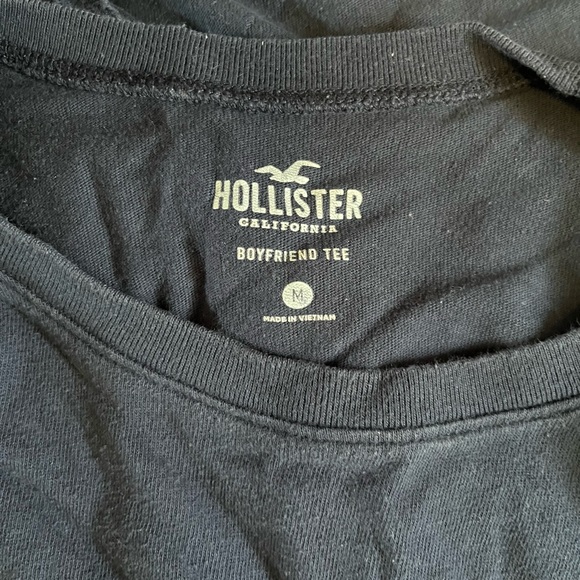 HOLLISTER
CALIFORNIA
BOYFRIEND TEE
M
MADE IN VIETNAM